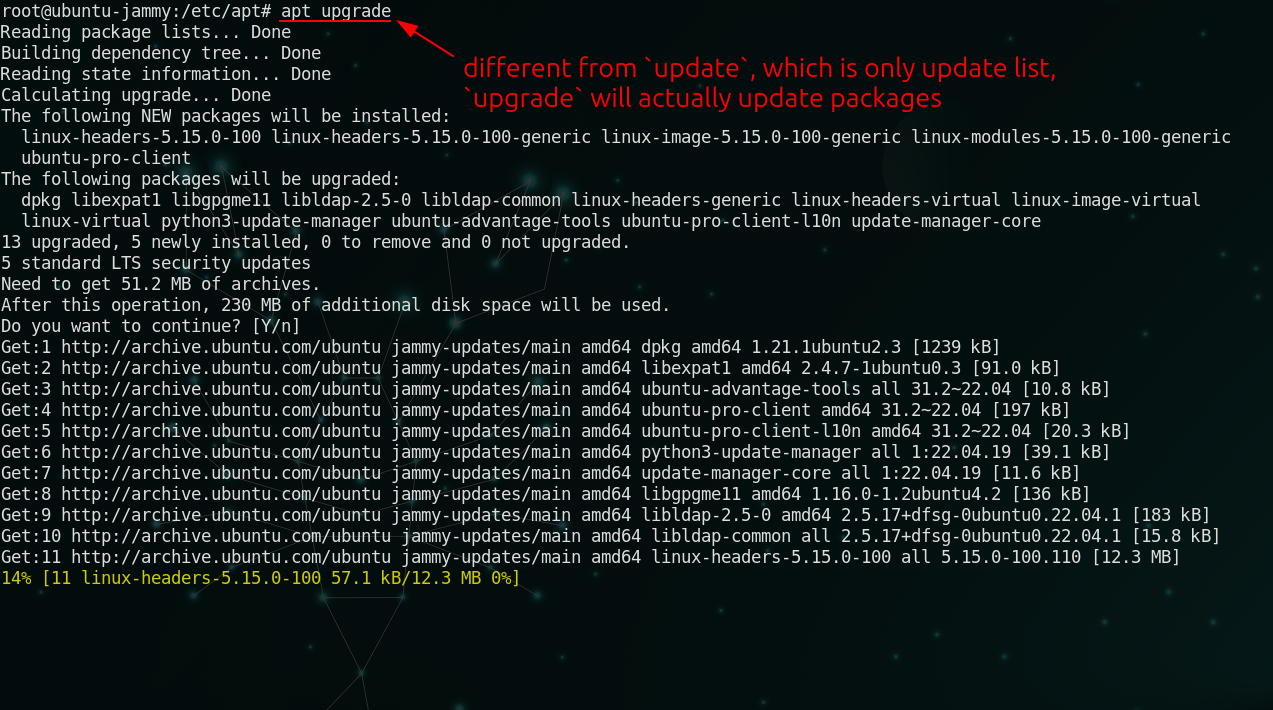 root@ubuntu-jammy:/etc/apt# apt upgrade
Reading package lists... Done
Building dependency tree... Done
Reading state information... Done
different from `update`, which is only update list,
`upgrade` will actually update packages
Calculating upgrade... Done
The following NEW packages will be installed:
  linux-headers-5.15.0-100 linux-headers-5.15.0-100-generic linux-image-5.15.0-100-generic linux-modules-5.15.0-100-generic
  ubuntu-pro-client
The following packages will be upgraded:
  dpkg libexpat1 libgpgme11 libldap-2.5-0 libldap-common linux-headers-generic linux-headers-virtual linux-image-virtual
  linux-virtual python3-update-manager ubuntu-advantage-tools ubuntu-pro-client-l10n update-manager-core
13 upgraded, 5 newly installed, 0 to remove and 0 not upgraded.
5 standard LTS security updates
Need to get 51.2 MB of archives.
After this operation, 230 MB of additional disk space will be used.
Do you want to continue? [Y/n]
Get:1 http://archive.ubuntu.com/ubuntu jammy-updates/main amd64 dpkg amd64 1.21.1ubuntu2.3 [1239 kB]
Get:2 http://archive.ubuntu.com/ubuntu jammy-updates/main amd64 libexpat1 amd64 2.4.7-1ubuntu0.3 [91.0 kB]
Get:3 http://archive.ubuntu.com/ubuntu jammy-updates/main amd64 ubuntu-advantage-tools all 31.2~22.04 [10.8 kB]
Get:4 http://archive.ubuntu.com/ubuntu jammy-updates/main amd64 ubuntu-pro-client amd64 31.2~22.04 [197 kB]
Get:5 http://archive.ubuntu.com/ubuntu jammy-updates/main amd64 ubuntu-pro-client-l10n amd64 31.2~22.04 [20.3 kB]
Get:6 http://archive.ubuntu.com/ubuntu jammy-updates/main amd64 python3-update-manager all 1:22.04.19 [39.1 kB]
Get:7 http://archive.ubuntu.com/ubuntu jammy-updates/main amd64 update-manager-core all 1:22.04.19 [11.6 kB]
Get:8 http://archive.ubuntu.com/ubuntu jammy-updates/main amd64 libgpgme11 amd64 1.16.0-1.2ubuntu4.2 [136 kB]
Get:9 http://archive.ubuntu.com/ubuntu jammy-updates/main amd64 libldap-2.5-0 amd64 2.5.17+dfsg-0ubuntu0.22.04.1 [183 kB]
Get:10 http://archive.ubuntu.com/ubuntu jammy-updates/main amd64 libldap-common all 2.5.17+dfsg-0ubuntu0.22.04.1 [15.8 kB]
Get:11 http://archive.ubuntu.com/ubuntu jammy-updates/main amd64 linux-headers-5.15.0-100 all 5.15.0-100.110 [12.3 MB]
14% [11 linux-headers-5.15.0-100 57.1 kB/12.3 MB 0%]